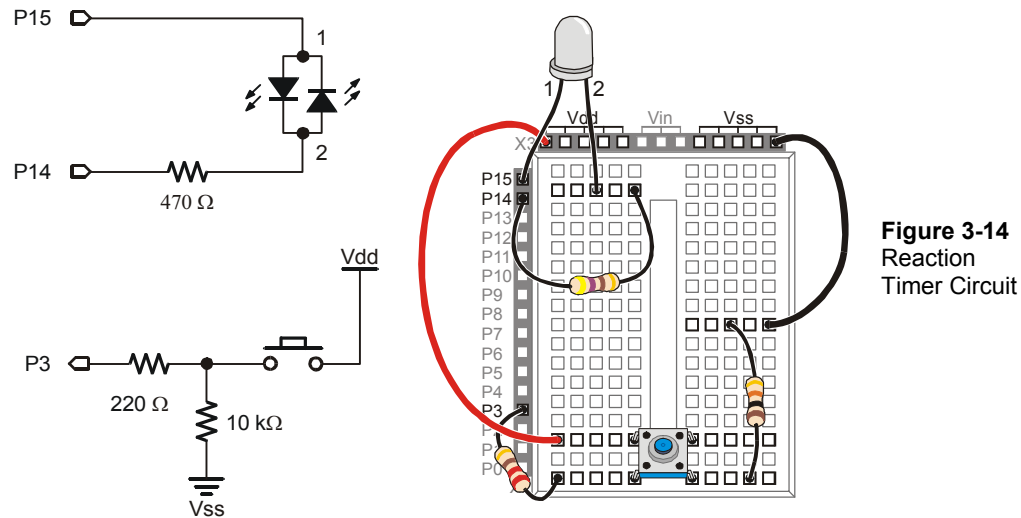 P15
1
2
P14
470 Ω
Vdd
P3
220 Ω
10 kΩ
Vss
1 2
Vdd Vin Vss
X3
P15
P14
P13
P12
P11
P10
P9
P8
P7
P6
P5
P4
P3
P0
Figure 3-14
Reaction
Timer Circuit